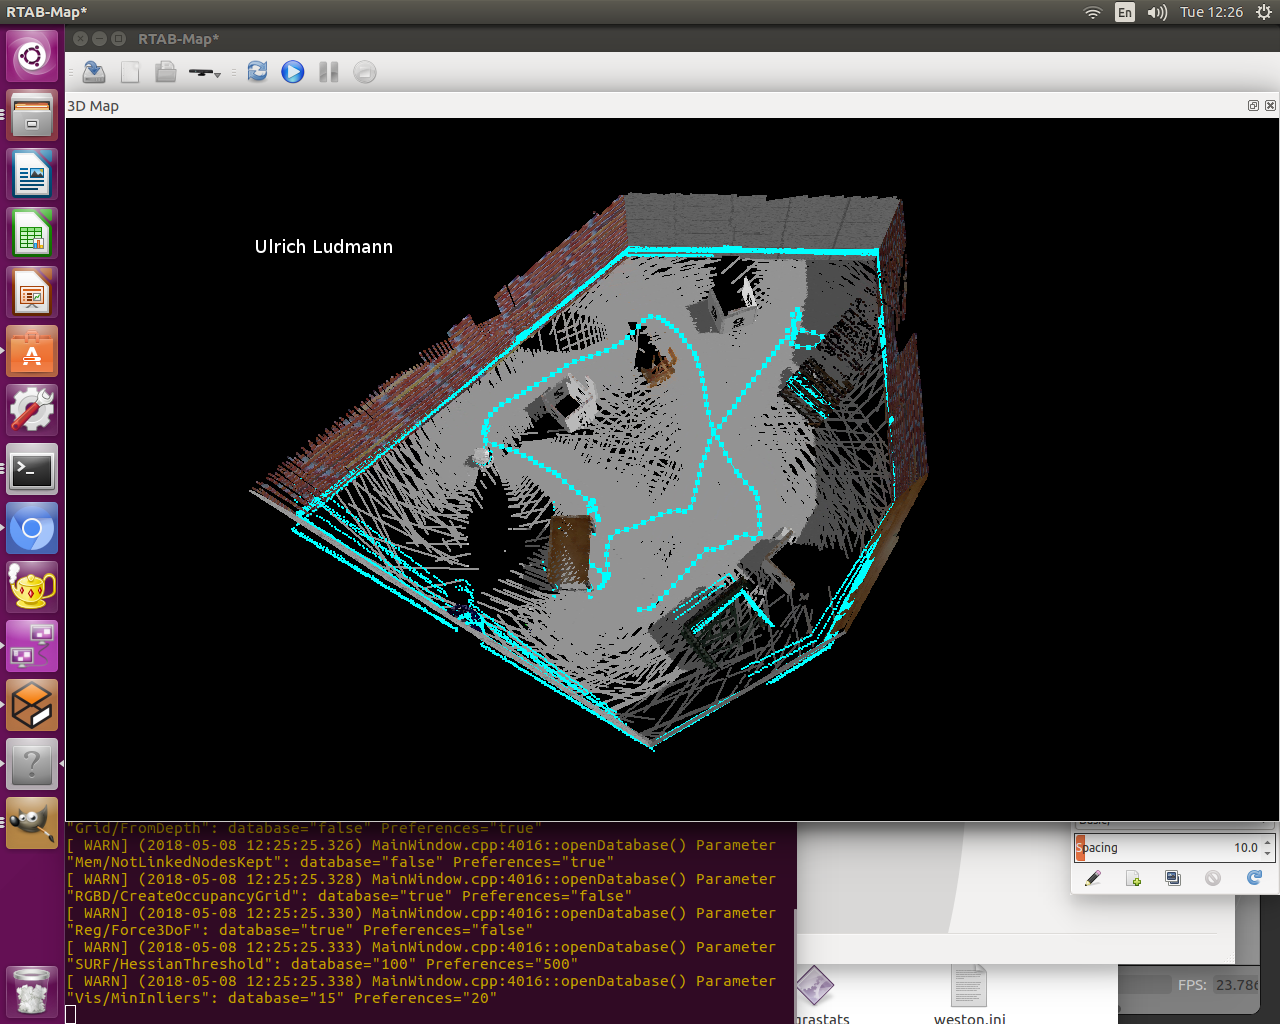 RTAB-Map*
En
Tue 12:26
RTAB-Map*
3D Map
Ulrich Ludmann
"Grid/FromDepth": database="false" Preferences="true"
[ WARN] (2018-05-08 12:25:25.326) MainWindow.cpp:4016::openDatabase() Parameter
"Mem/NotLinkedNodesKept": database="false" Preferences="true"
[ WARN] (2018-05-08 12:25:25.328) MainWindow.cpp:4016::openDatabase() Parameter
"RGBD/CreateOccupancyGrid": database="true" Preferences="false"
[ WARN] (2018-05-08 12:25:25.330) MainWindow.cpp:4016::openDatabase() Parameter
"Reg/Force3DoF": database="true" Preferences="false"
[ WARN] (2018-05-08 12:25:25.333) MainWindow.cpp:4016::openDatabase() Parameter
"SURF/HessianThreshold": database="100" Preferences="500"
[ WARN] (2018-05-08 12:25:25.338) MainWindow.cpp:4016::openDatabase() Parameter
"Vis/MinInliers": database="15" Preferences="20"
Spacing 10.0
FPS: 23.786
grastats
weston.ini